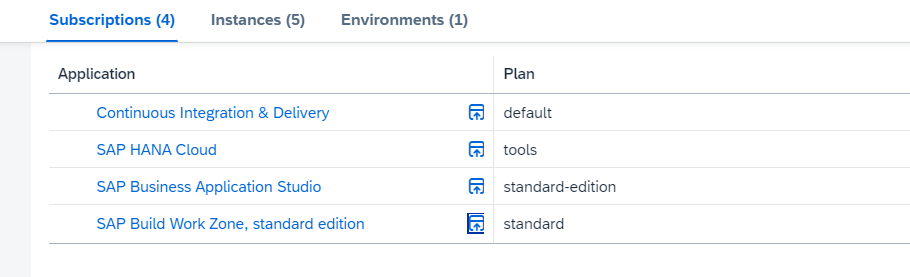 Subscriptions (4) Instances (5) Environments (1)
Application Plan
Continuous Integration & Delivery default
SAP HANA Cloud tools
SAP Business Application Studio standard-edition
SAP Build Work Zone, standard edition standard